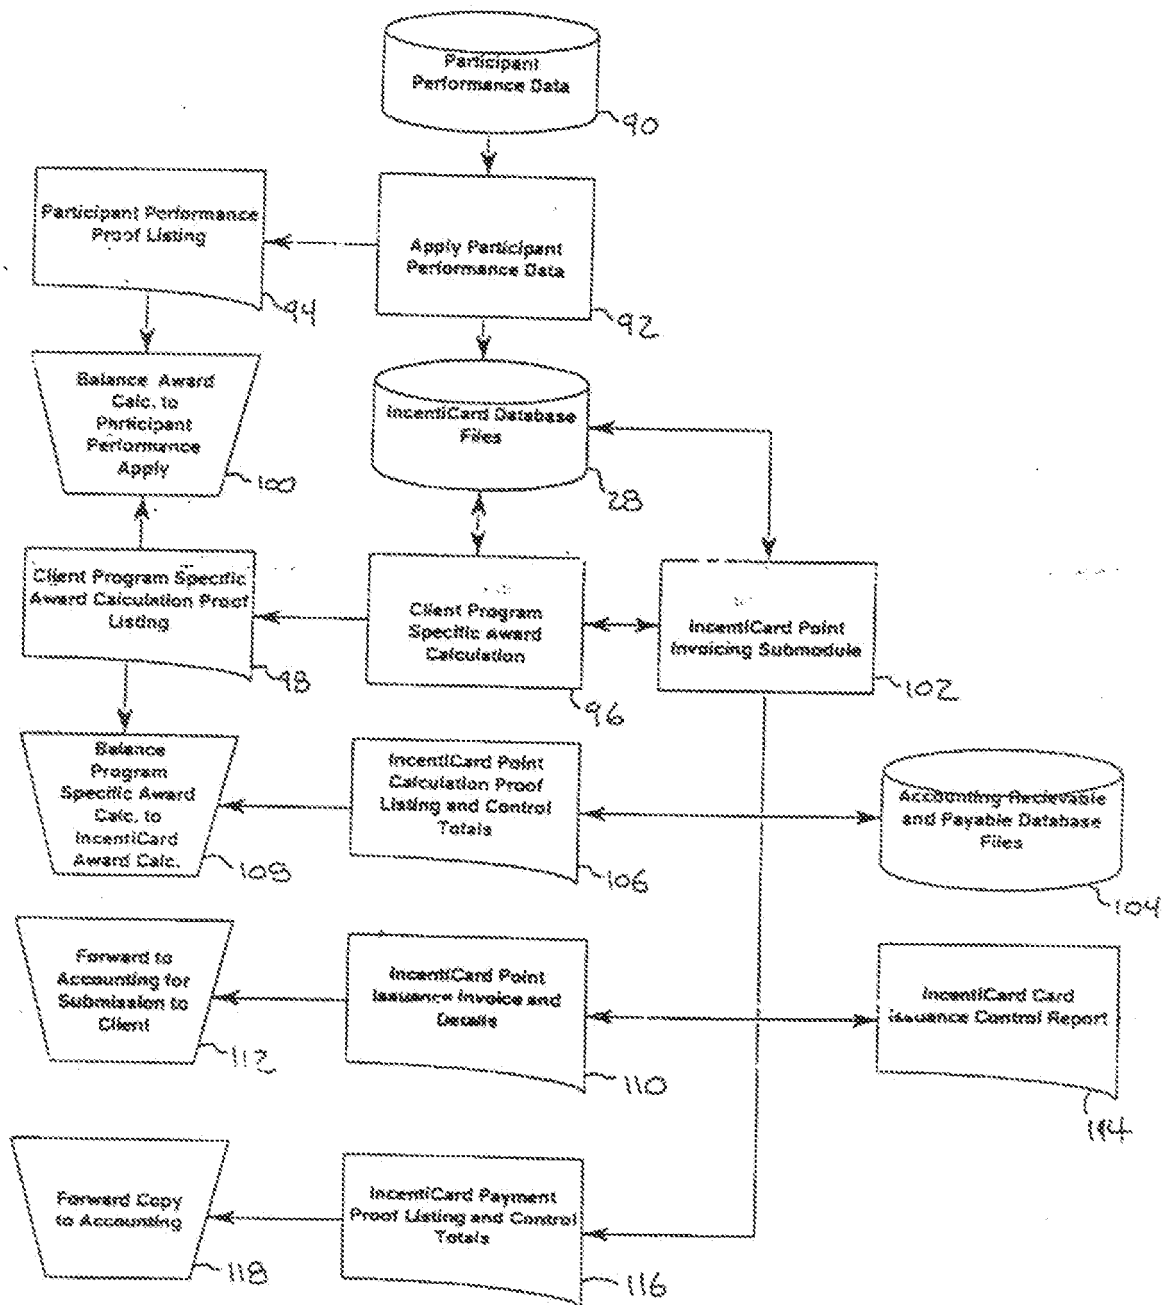 Participant
Performance Data
90
Participant Performance
Proof Listing
94
Apply Participant
Performance Data
92
Balance Award
Calc. to
Participant
Performance
Apply
100
IncentiCard Database
Files
28
Client Program Specific
Award Calculation Proof
Listing
98
Client Program
Specific Award
Calculation
96
IncentiCard Point
Invoicing Submodule
102
Balance
Program
Specific Award
Calc. to IncentiCard
Award Calc.
108
IncentiCard Point
Calculation Proof
Listing and Control
Totals
106
Accounting Recievable
and Payable Database
Files
104
Forward to
Accounting for
Submission to
Client
112
IncentiCard Point
Issuance Invoice and
Details
110
IncentiCard Card
Issuance Control Report
114
Forward Copy
to Accounting
118
IncentiCard Payment
Proof Listing and Control
Totals
116